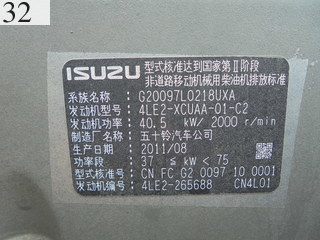 32
ISUZU
型式核准达到国家第Ⅱ阶段
非道路移动机械用柴油机排放标准
系族名称: G20097L0218UXA
发动机型号: 4LE2-XCUAA-01-C2
发动机功率: 40.5 kW/ 2000 r/min
制造厂名称: 五十铃汽车公司
生产日期: 2011/08
功率段: 37 ≦ kW < 75
型式核准号: CN FC G2 0097 10 0001
发动机编号: 4LE2-265688 CN4L01